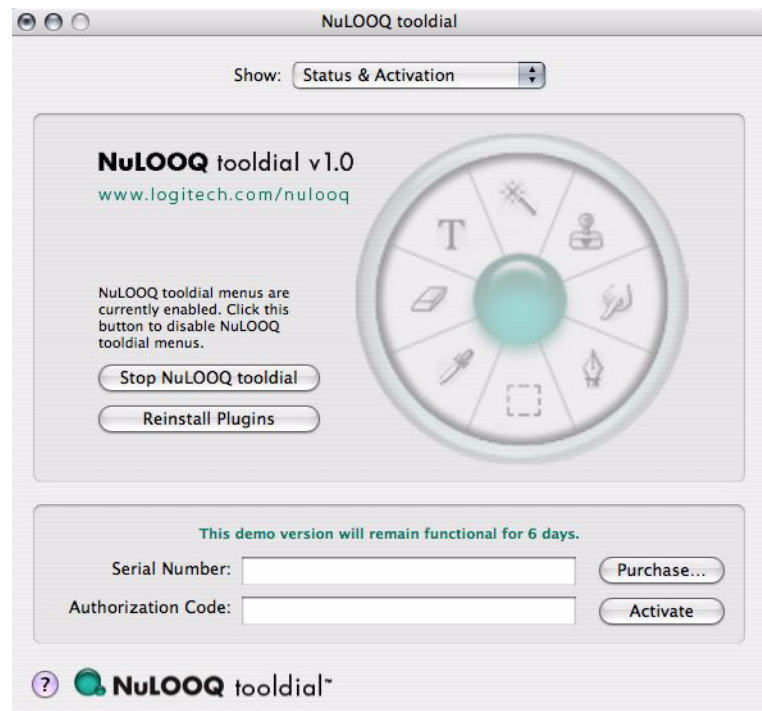 NuLOOQ tooldial
Show: Status & Activation
NuLOOQ tooldial v1.0
www.logitech.com/nulooq
T
NuLOOQ tooldial menus are
currently enabled. Click this
button to disable NuLOOQ
tooldial menus.
Stop NuLOOQ tooldial
Reinstall Plugins
This demo version will remain functional for 6 days.
Serial Number:
Purchase...
Authorization Code:
Activate
? NuLOOQ tooldial™